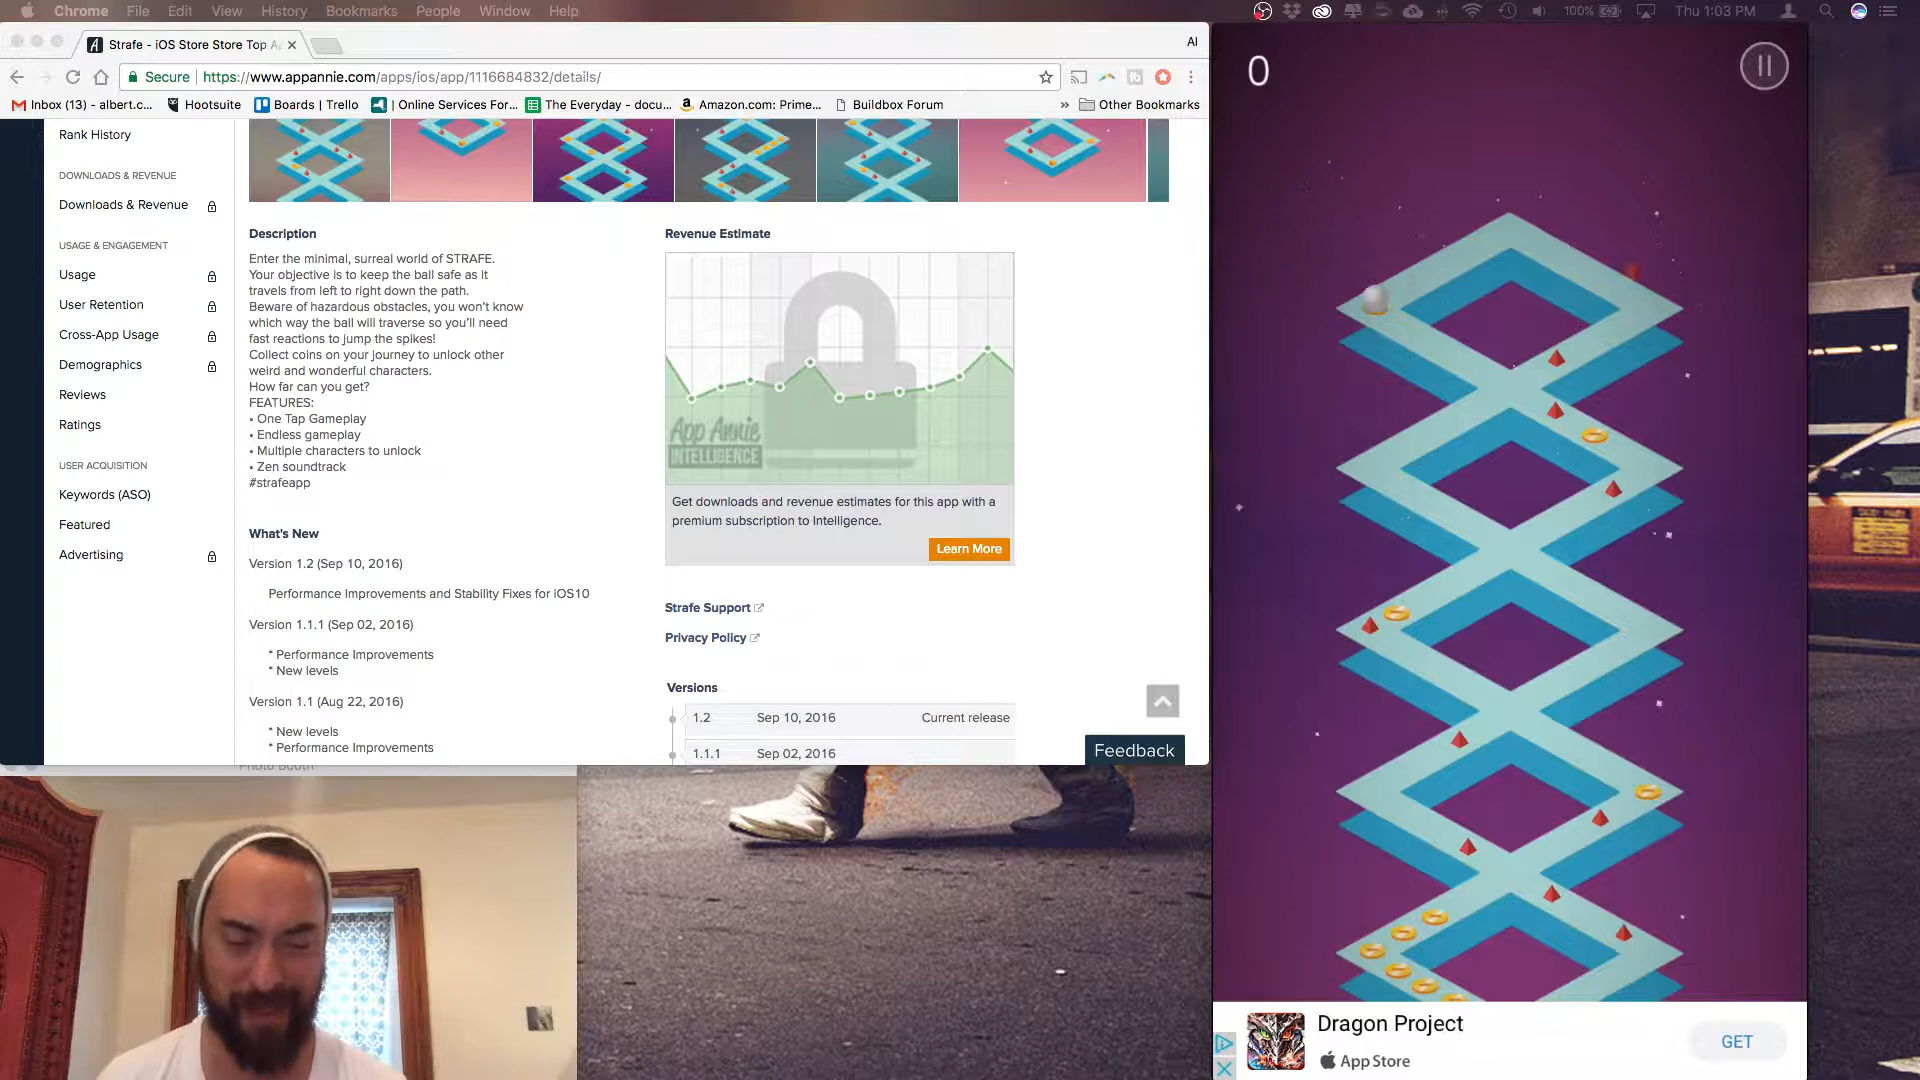 Chrome File Edit View History Bookmarks People Window Help
100% Thu 1:03 PM
Strafe - iOS Store Store Top A
Al
Secure https://www.appannie.com/apps/ios/app/1116684832/details/
Inbox (13) - albert.c... Hootsuite Boards | Trello | Online Services For... The Everyday - docu... Amazon.com: Prime... Buildbox Forum » Other Bookmarks
Rank History
DOWNLOADS & REVENUE
Downloads & Revenue
USAGE & ENGAGEMENT
Usage
User Retention
Cross-App Usage
Demographics
Reviews
Ratings
USER ACQUISITION
Keywords (ASO)
Featured
Advertising
Description
Enter the minimal, surreal world of STRAFE.
Your objective is to keep the ball safe as it
travels from left to right down the path.
Beware of hazardous obstacles, you won't know
which way the ball will traverse so you'll need
fast reactions to jump the spikes!
Collect coins on your journey to unlock other
weird and wonderful characters.
How far can you get?
FEATURES:
• One Tap Gameplay
• Endless gameplay
• Multiple characters to unlock
• Zen soundtrack
#strafeapp
What's New
Version 1.2 (Sep 10, 2016)
Performance Improvements and Stability Fixes for iOS10
Version 1.1.1 (Sep 02, 2016)
* Performance Improvements
* New levels
Version 1.1 (Aug 22, 2016)
* New levels
* Performance Improvements
Revenue Estimate
App Annie
INTELLIGENCE
Get downloads and revenue estimates for this app with a
premium subscription to Intelligence.
Learn More
Strafe Support
Privacy Policy
Versions
1.2 Sep 10, 2016 Current release
1.1.1 Sep 02, 2016
Feedback
Photo Booth
0
Dragon Project
App Store
GET